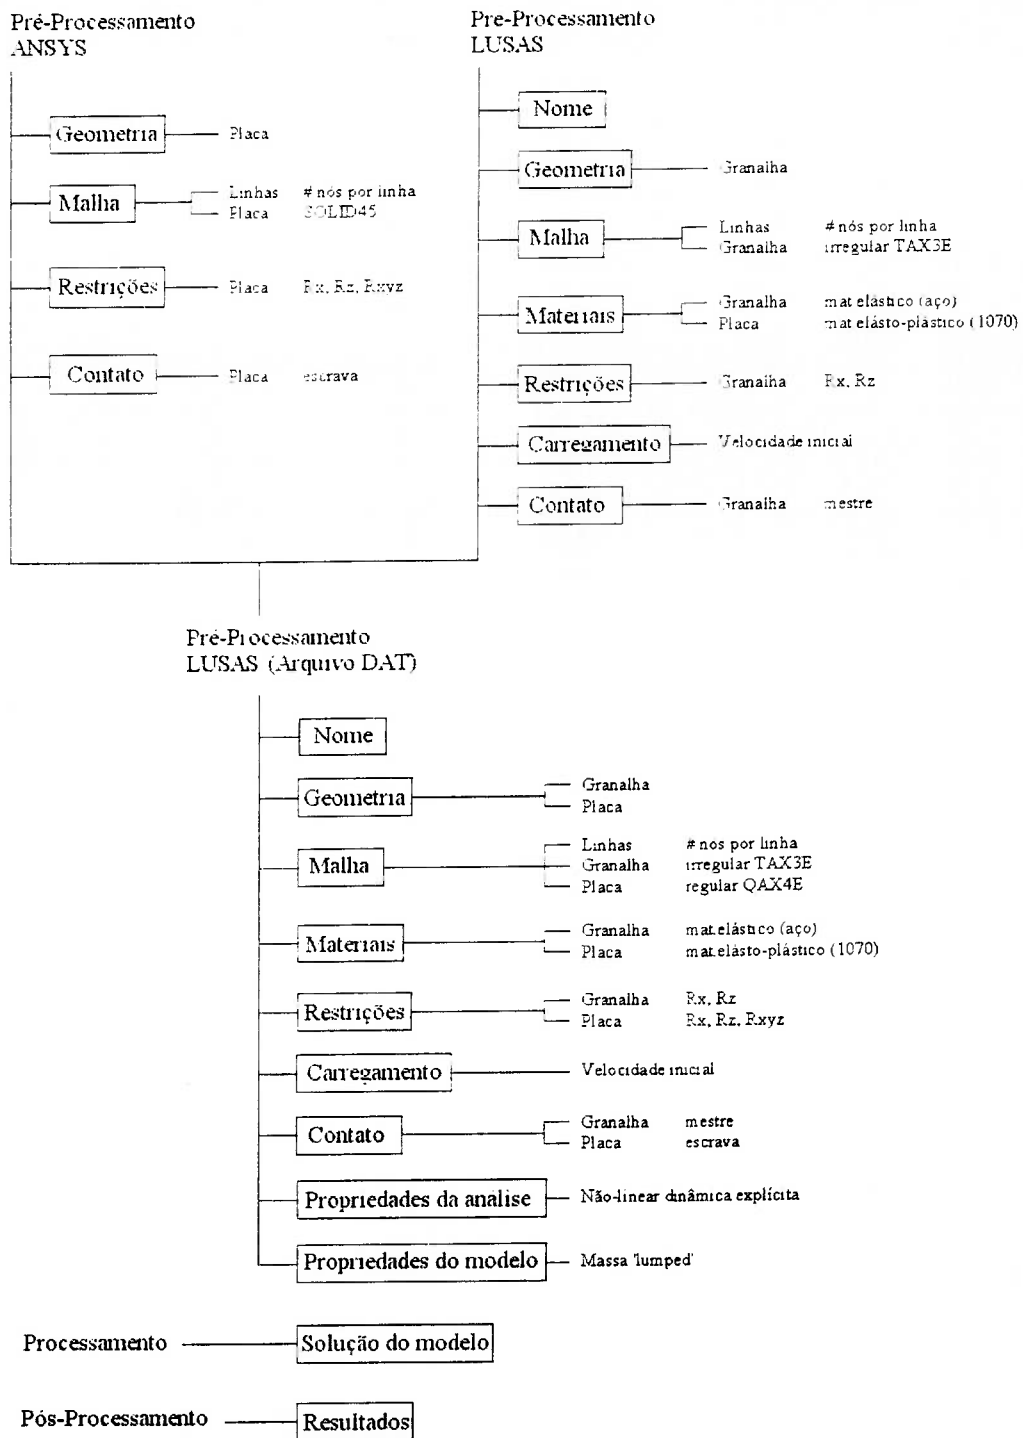 Pré-Processamento
ANSYS
Geometria Placa
Malha
Linhas # nós por linha
Placa SOLID45
Restrições Placa Rx, Rz, Rxyz
Contato Placa escrava
Pre-Processamento
LUSAS
Nome
Geometria Granalha
Malha
Linhas # nós por linha
Granalha irregular TAX3E
Materiais
Granalha mat elástico (aço)
Placa mat elásto-plástico (1070)
Restrições Granalha Rx, Rz
Carregamento Velocidade inicial
Contato Granalha mestre
Pré-Processamento
LUSAS (Arquivo DAT)
Nome
Geometria
Granalha
Placa
Malha
Linhas # nos por linha
Granalha irregular TAX3E
Placa regular QAX4E
Materiais
Granalha mat.elástico (aço)
Placa mat.elásto-plástico (1070)
Restrições
Granalha Rx, Rz
Placa Rx, Rz, Rxyz
Carregamento Velocidade inicial
Contato
Granalha mestre
Placa escrava
Propriedades da análise Não-linear dinâmica explícita
Propriedades do modelo Massa 'lumped'
Processamento Solução do modelo
Pós-Processamento Resultados